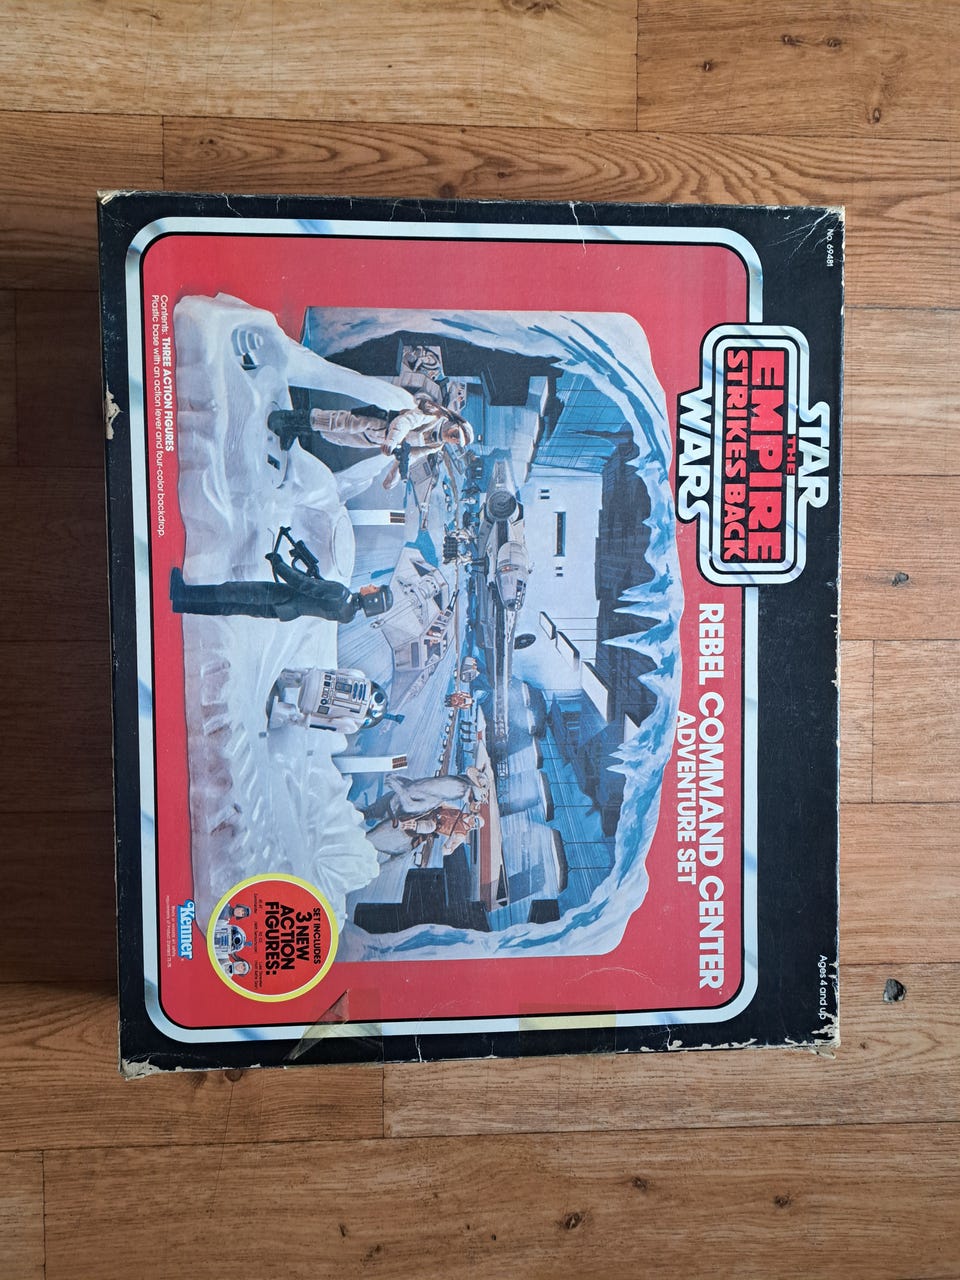 No. 69481
Ages 4 and up
STAR
THE
EMPIRE
STRIKES BACK
WARS
REBEL COMMAND CENTER
ADVENTURE SET
SET INCLUDES
3 NEW
ACTION
FIGURES:
Contents: THREE ACTION FIGURES
Plastic base with an action lever and four-color backdrop.
Kenner